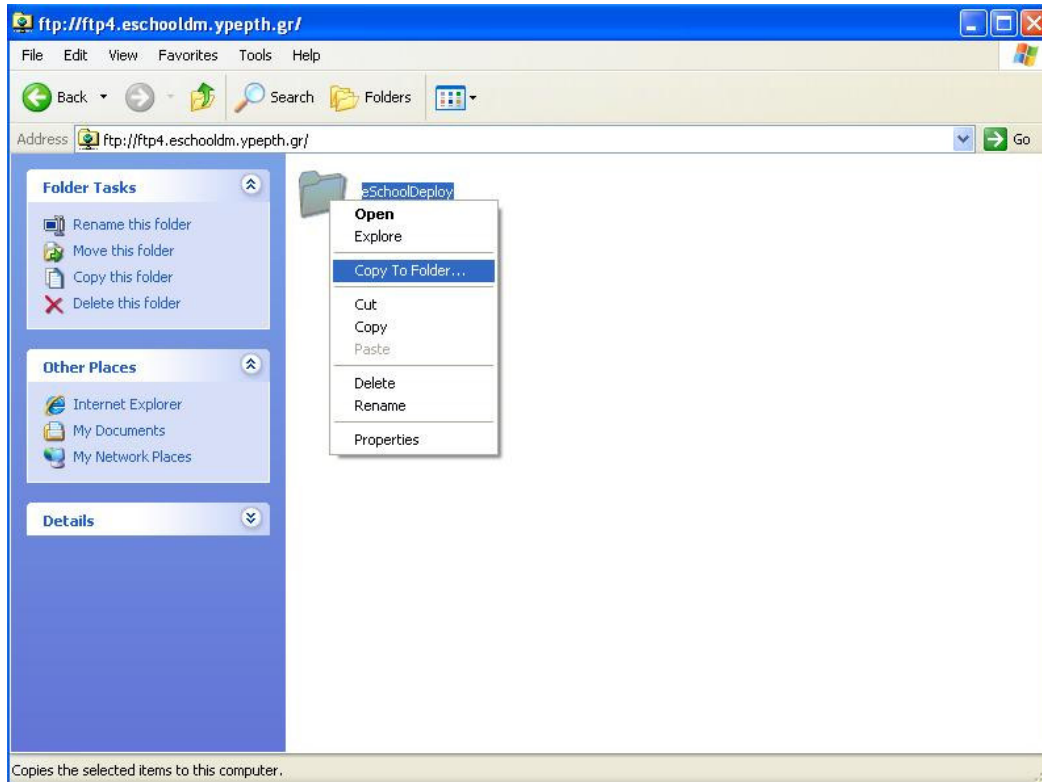 ftp://ftp4.eschooldm.ypepth.gr/
File Edit View Favorites Tools Help
Back Search Folders
Address ftp://ftp4.eschooldm.ypepth.gr/ Go
Folder Tasks
Rename this folder
Move this folder
Copy this folder
Delete this folder
Other Places
Internet Explorer
My Documents
My Network Places
Details
eSchoolDeploy
Open
Explore
Copy To Folder...
Cut
Copy
Paste
Delete
Rename
Properties
Copies the selected items to this computer.